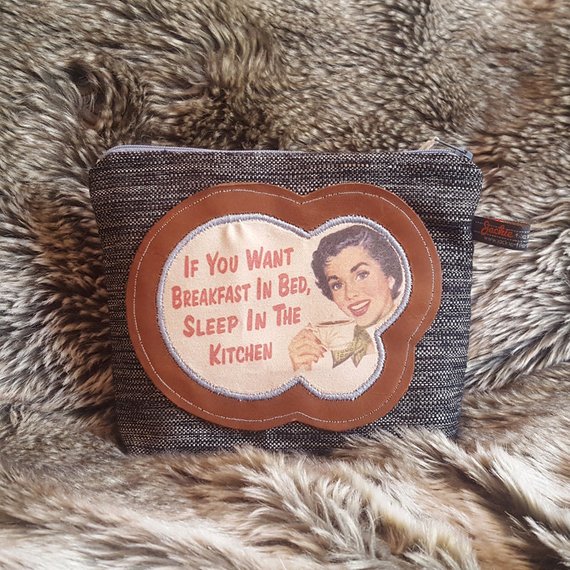 IF YOU WANT
BREAKFAST IN BED,
SLEEP IN THE
KITCHEN